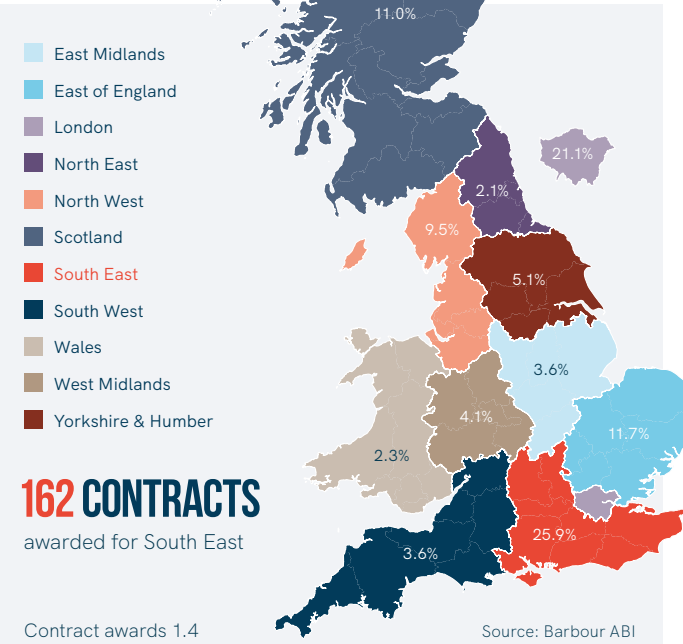 11.0%
East Midlands
East of England
London
North East
North West
Scotland
South East
South West
Wales
West Midlands
Yorkshire & Humber
21.1%
2.1%
9.5%
5.1%
3.6%
4.1%
11.7%
2.3%
25.9%
3.6%
162 CONTRACTS
awarded for South East
Contract awards 1.4
Source: Barbour ABI